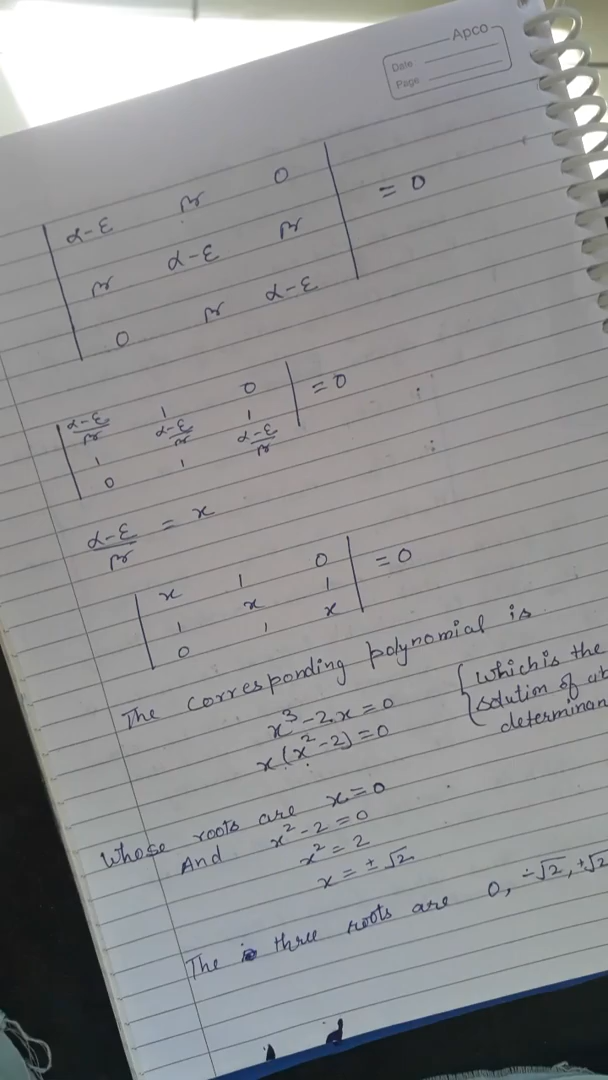 Apco
Date
Page
| α-ε β 0 |
| β α-ε β | = 0
| 0 β α-ε |
| (α-ε)/β 1 0 |
| 1 (α-ε)/β 1 | = 0
| 0 1 (α-ε)/β |
(α-ε)/β = x
| x 1 0 |
| 1 x 1 | = 0
| 0 1 x |
The corresponding polynomial is
x³-2x=0 { which is the
x(x²-2)=0 solution of
determinan
Whose roots are x=0
And x²-2=0
x²=2
x=±√2
The three roots are 0, -√2, +√2